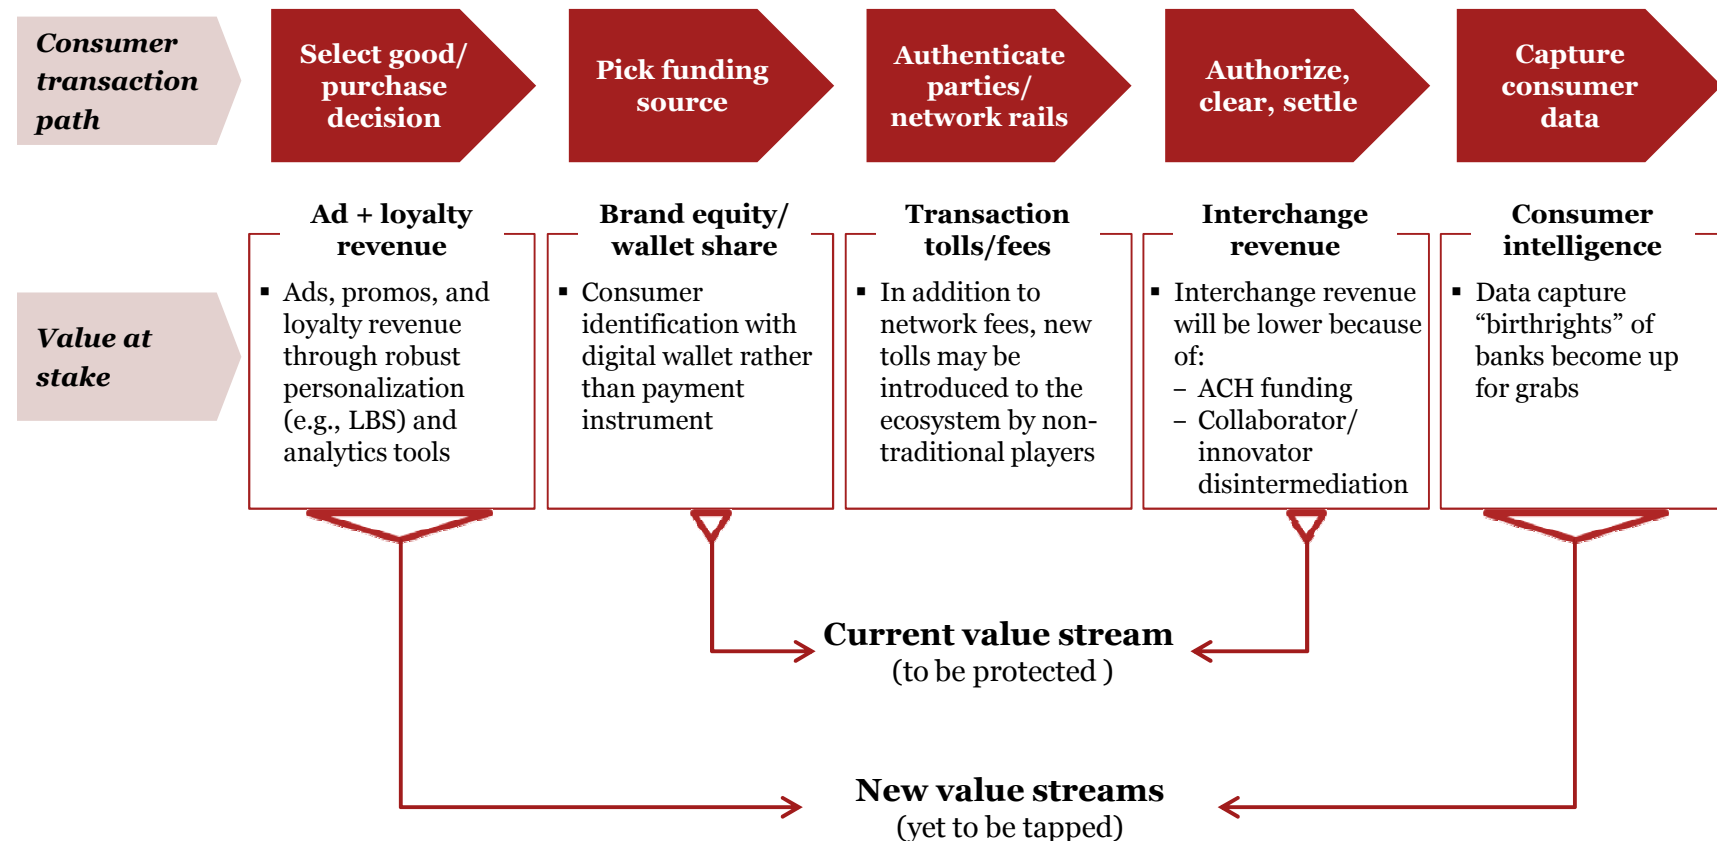 Consumer
transaction
path
Select good/
purchase
decision
Pick funding
source
Authenticate
parties/
network rails
Authorize,
clear, settle
Capture
consumer
data
Value at
stake
Ad + loyalty
revenue
▪ Ads, promos, and
loyalty revenue
through robust
personalization
(e.g., LBS) and
analytics tools
Brand equity/
wallet share
▪ Consumer
identification with
digital wallet rather
than payment
instrument
Transaction
tolls/fees
▪ In addition to
network fees, new
tolls may be
introduced to the
ecosystem by non-
traditional players
Interchange
revenue
▪ Interchange revenue
will be lower because
of:
– ACH funding
– Collaborator/
innovator
disintermediation
Consumer
intelligence
▪ Data capture
“birthrights” of
banks become up
for grabs
Current value stream
(to be protected )
New value streams
(yet to be tapped)